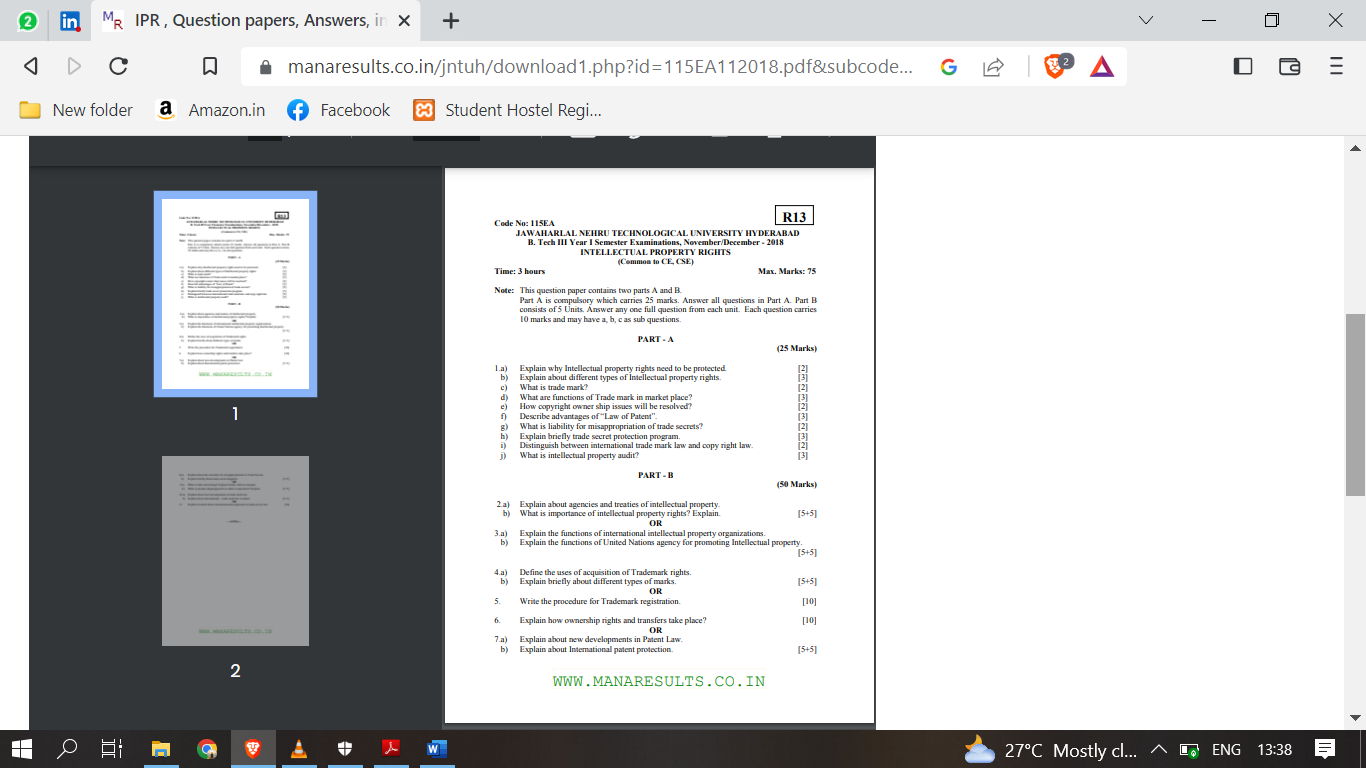 2
in
M R IPR , Question papers, Answers, in
manaresults.co.in/jntuh/download1.php?id=115EA112018.pdf&subcode...
2
New folder
Amazon.in
Facebook
Student Hostel Regi...
1
2
WWW.MANARESULTS.CO.IN
R13
Code No: 115EA
JAWAHARLAL NEHRU TECHNOLOGICAL UNIVERSITY HYDERABAD
B. Tech III Year I Semester Examinations, November/December - 2018
INTELLECTUAL PROPERTY RIGHTS
(Common to CE, CSE)
Time: 3 hours Max. Marks: 75
Note: This question paper contains two parts A and B.
Part A is compulsory which carries 25 marks. Answer all questions in Part A. Part B
consists of 5 Units. Answer any one full question from each unit. Each question carries
10 marks and may have a, b, c as sub questions.
PART - A
(25 Marks)
1.a) Explain why Intellectual property rights need to be protected. [2]
b) Explain about different types of Intellectual property rights. [3]
c) What is trade mark? [2]
d) What are functions of Trade mark in market place? [3]
e) How copyright owner ship issues will be resolved? [2]
f) Describe advantages of “Law of Patent”. [3]
g) What is liability for misappropriation of trade secrets? [2]
h) Explain briefly trade secret protection program. [3]
i) Distinguish between international trade mark law and copy right law. [2]
j) What is intellectual property audit? [3]
PART - B
(50 Marks)
2.a) Explain about agencies and treaties of intellectual property.
b) What is importance of intellectual property rights? Explain. [5+5]
OR
3.a) Explain the functions of international intellectual property organizations.
b) Explain the functions of United Nations agency for promoting Intellectual property.
[5+5]
4.a) Define the uses of acquisition of Trademark rights.
b) Explain briefly about different types of marks. [5+5]
OR
5. Write the procedure for Trademark registration. [10]
6. Explain how ownership rights and transfers take place? [10]
OR
7.a) Explain about new developments in Patent Law.
b) Explain about International patent protection. [5+5]
WWW.MANARESULTS.CO.IN
27°C Mostly cl... ENG 13:38